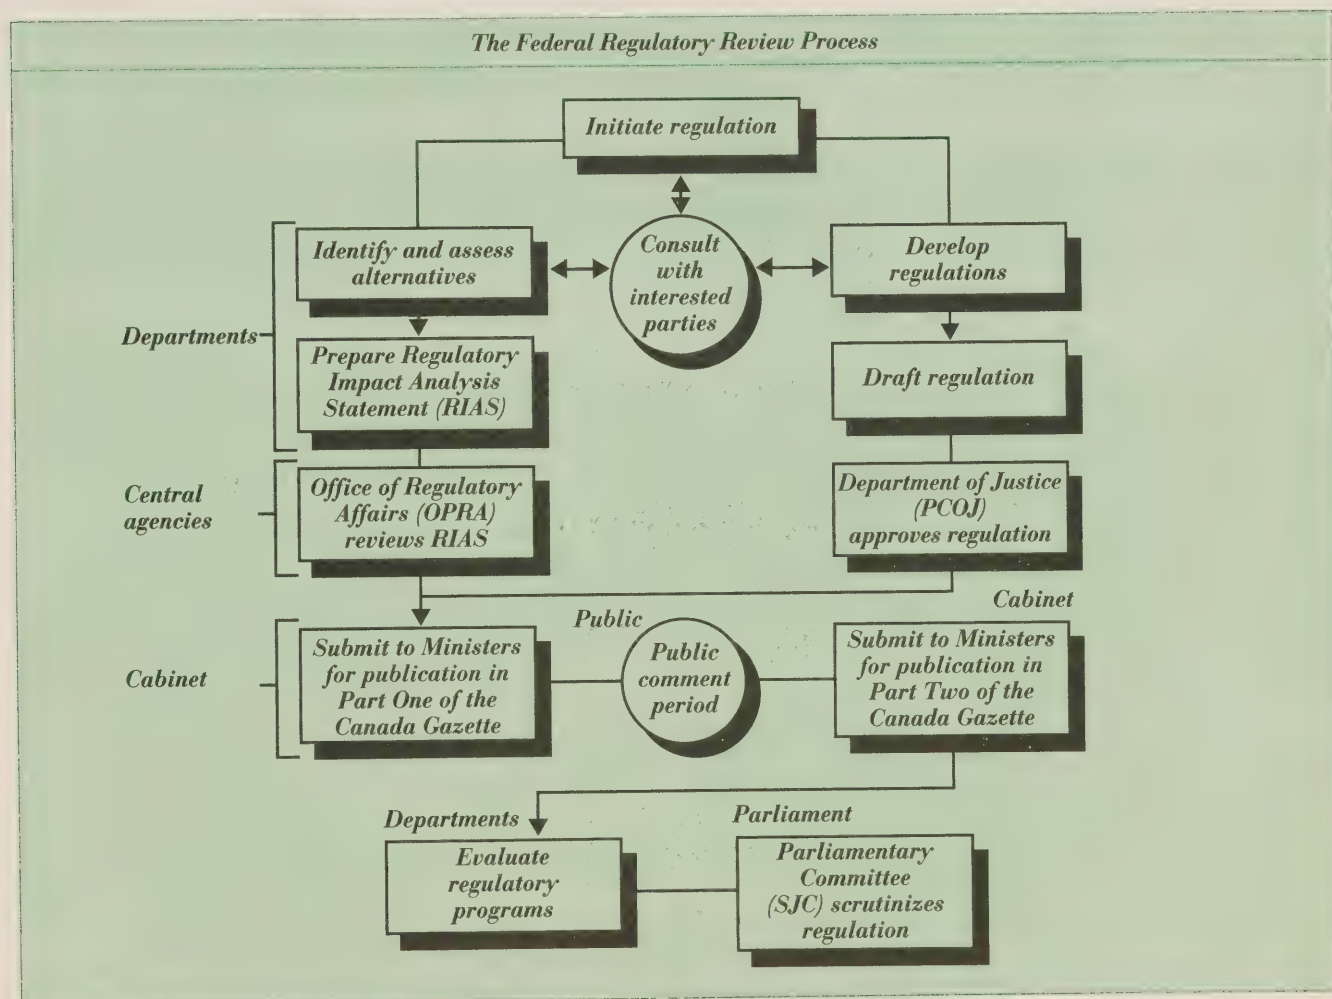 The Federal Regulatory Review Process
Initiate regulation
Identify and assess
alternatives
Consult
with
interested
parties
Develop
regulations
Departments
Prepare Regulatory
Impact Analysis
Statement (RIAS)
Draft regulation
Central
agencies
Office of Regulatory
Affairs (OPRA)
reviews RIAS
Department of Justice
(PCOJ)
approves regulation
Cabinet
Submit to Ministers
for publication in
Part One of the
Canada Gazette
Public
Public
comment
period
Cabinet
Submit to Ministers
for publication in
Part Two of the
Canada Gazette
Departments
Evaluate
regulatory
programs
Parliament
Parliamentary
Committee
(SJC) scrutinizes
regulation